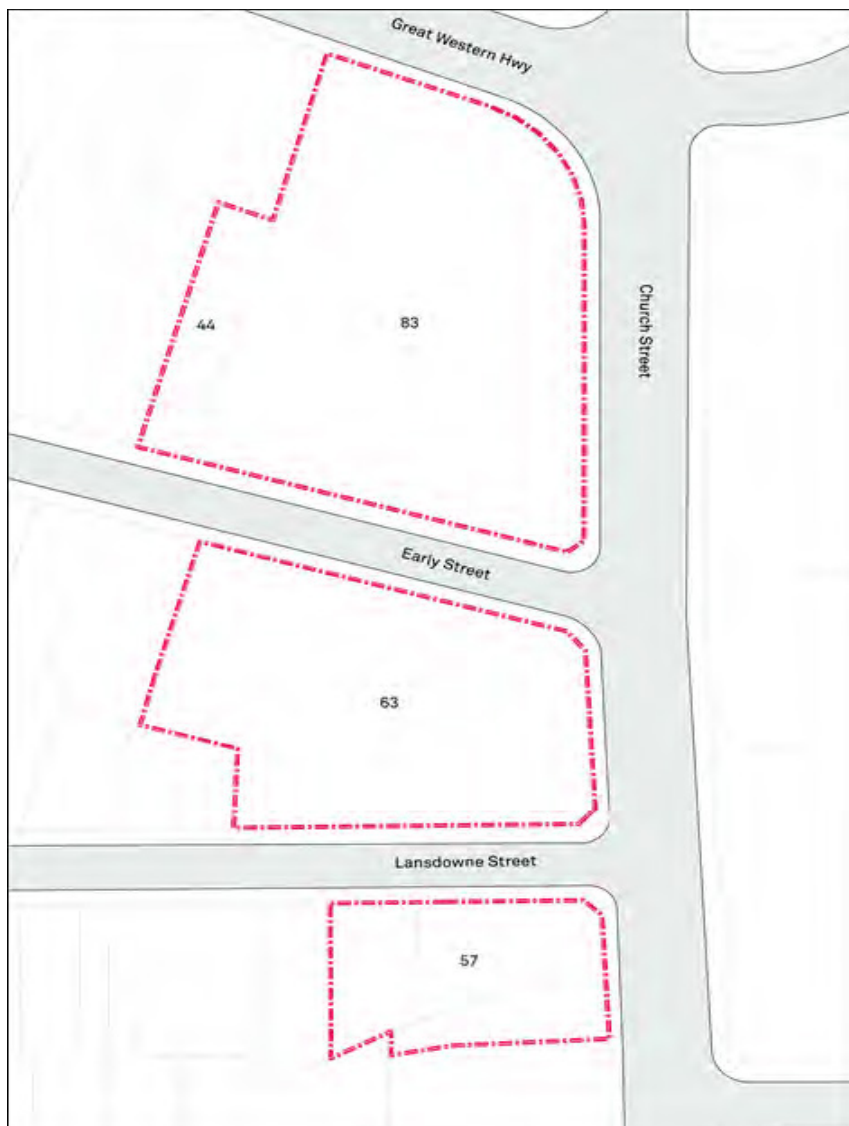 Great Western Hwy
Church Street
44
83
Early Street
63
Lansdowne Street
57